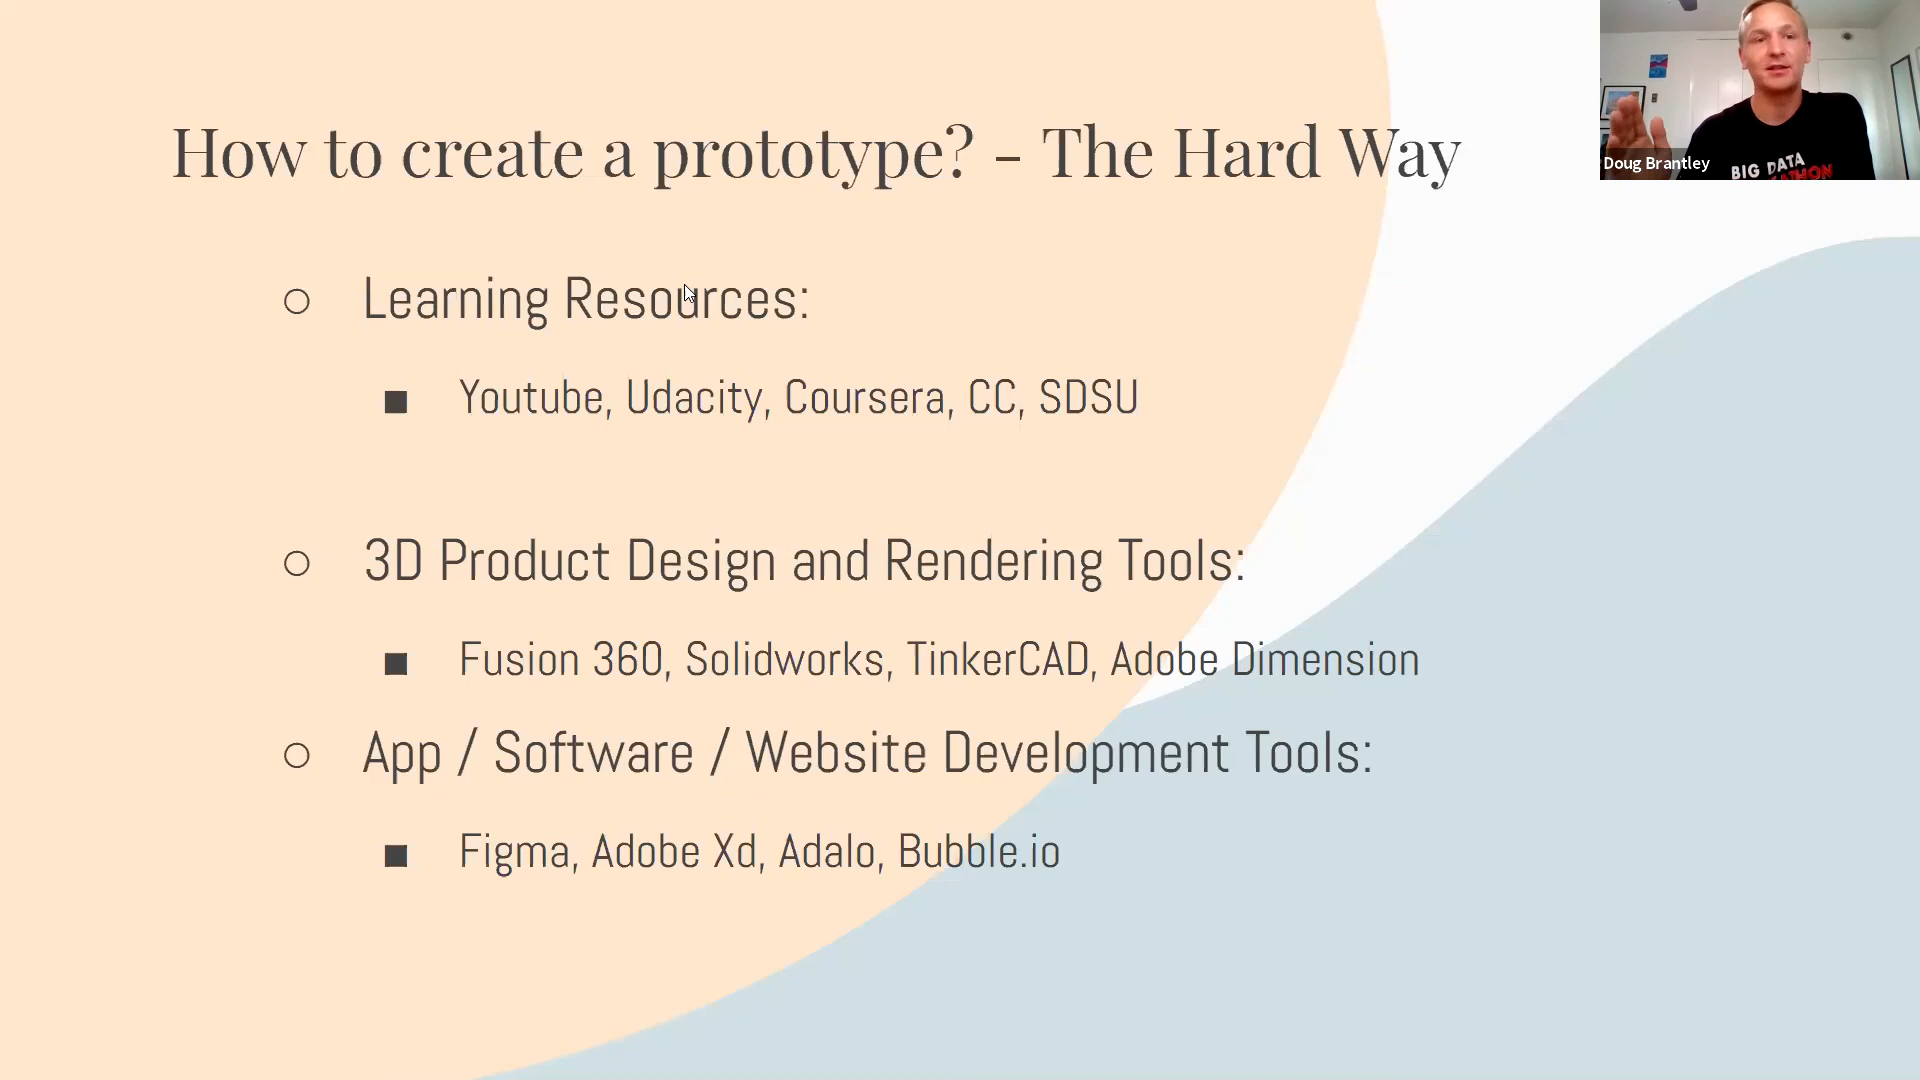 How to create a prototype? - The Hard Way
Learning Resources:
Youtube, Udacity, Coursera, CC, SDSU
3D Product Design and Rendering Tools:
Fusion 360, Solidworks, TinkerCAD, Adobe Dimension
App / Software / Website Development Tools:
Figma, Adobe Xd, Adalo, Bubble.io
Doug Brantley
BIG DATA